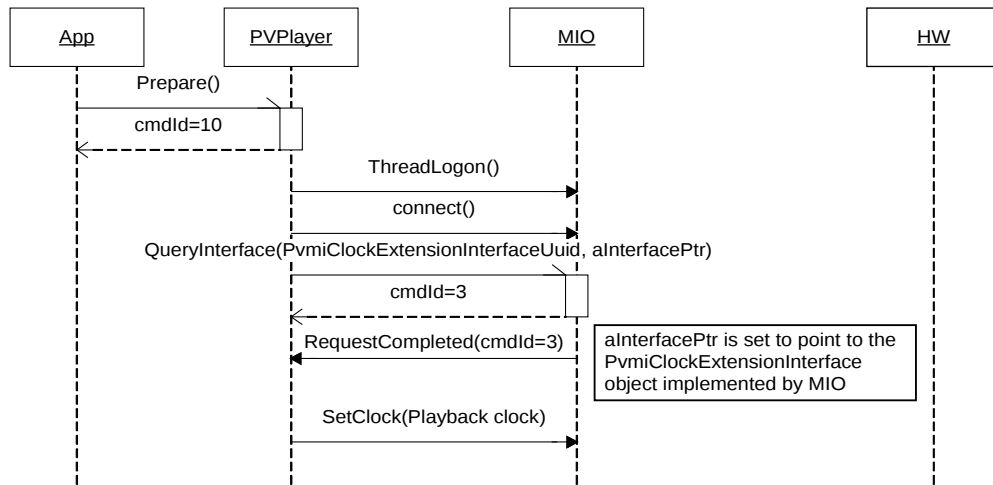 App
PVPlayer
MIO
HW
Prepare()
cmdId=10
ThreadLogon()
connect()
QueryInterface(PvmiClockExtensionInterfaceUuid, aInterfacePtr)
cmdId=3
RequestCompleted(cmdId=3)
aInterfacePtr is set to point to the
PvmiClockExtensionInterface
object implemented by MIO
SetClock(Playback clock)